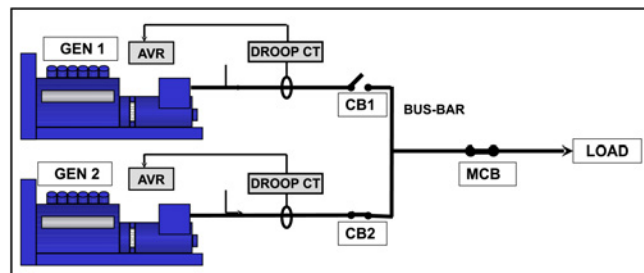 GEN 1
AVR
DROOP CT
CB1
BUS-BAR
GEN 2
AVR
DROOP CT
CB2
MCB
LOAD